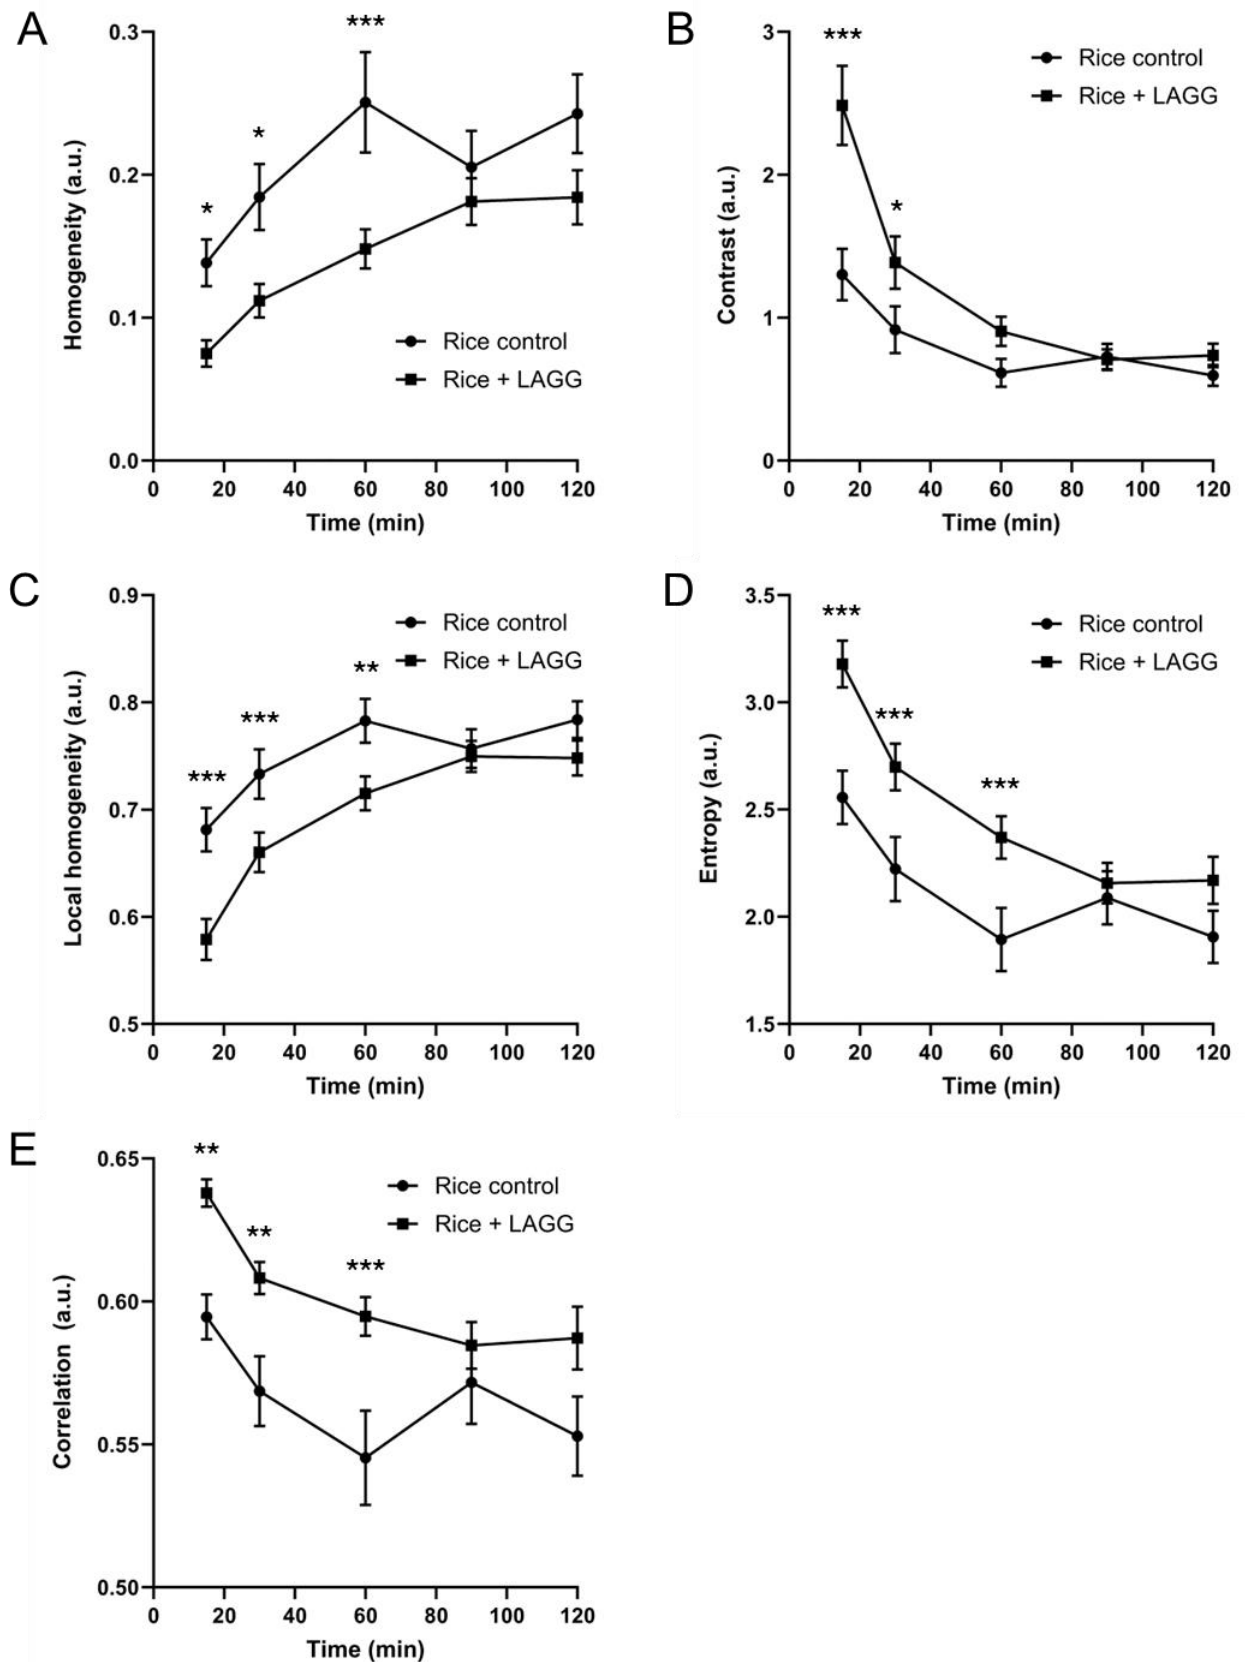 A
Homogeneity (a.u.)
0.3
0.2
0.1
0.0
*
*
***
Rice control
Rice + LAGG
0 20 40 60 80 100 120
Time (min)
B
Contrast (a.u.)
3
2
1
0
***
*
Rice control
Rice + LAGG
0 20 40 60 80 100 120
Time (min)
C
Local homogeneity (a.u.)
0.9
0.8
0.7
0.6
0.5
***
***
**
Rice control
Rice + LAGG
0 20 40 60 80 100 120
Time (min)
D
Entropy (a.u.)
3.5
3.0
2.5
2.0
1.5
***
***
***
Rice control
Rice + LAGG
0 20 40 60 80 100 120
Time (min)
E
Correlation (a.u.)
0.65
0.60
0.55
0.50
**
**
***
Rice control
Rice + LAGG
0 20 40 60 80 100 120
Time (min)